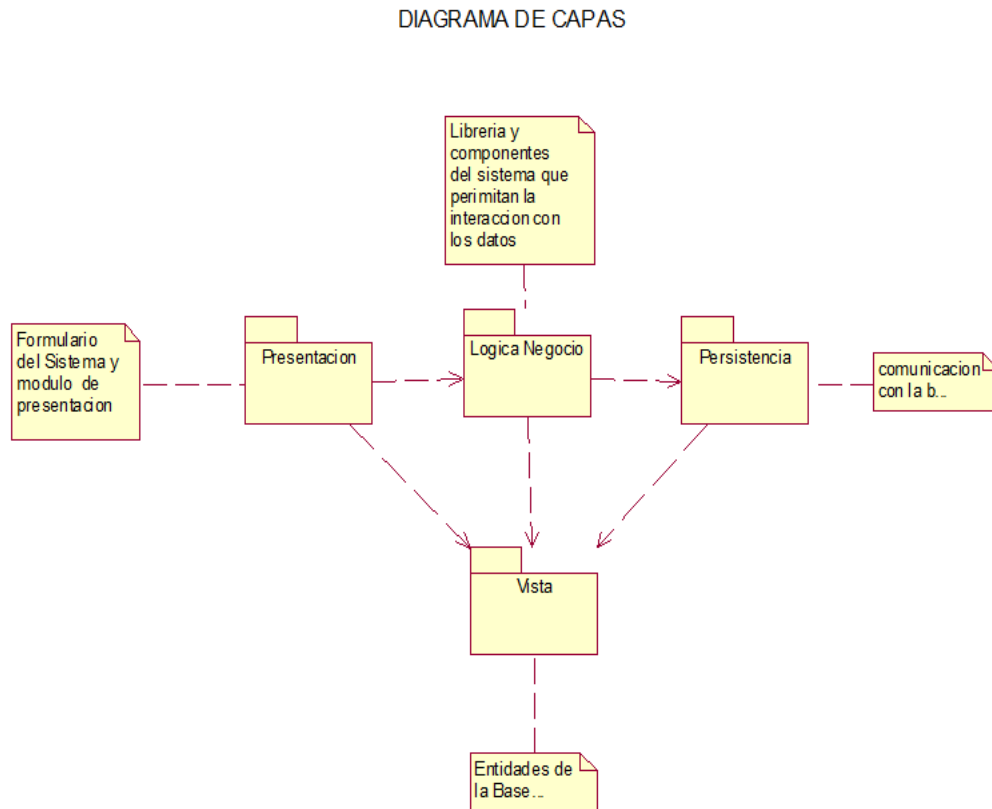 DIAGRAMA DE CAPAS
Libreria y
componentes
del sistema que
perimitan la
interaccion con
los datos
Formulario
del Sistema y
modulo de
presentacion
Presentacion
Logica Negocio
Persistencia
comunicacion
con la b...
Vista
Entidades de
la Base...